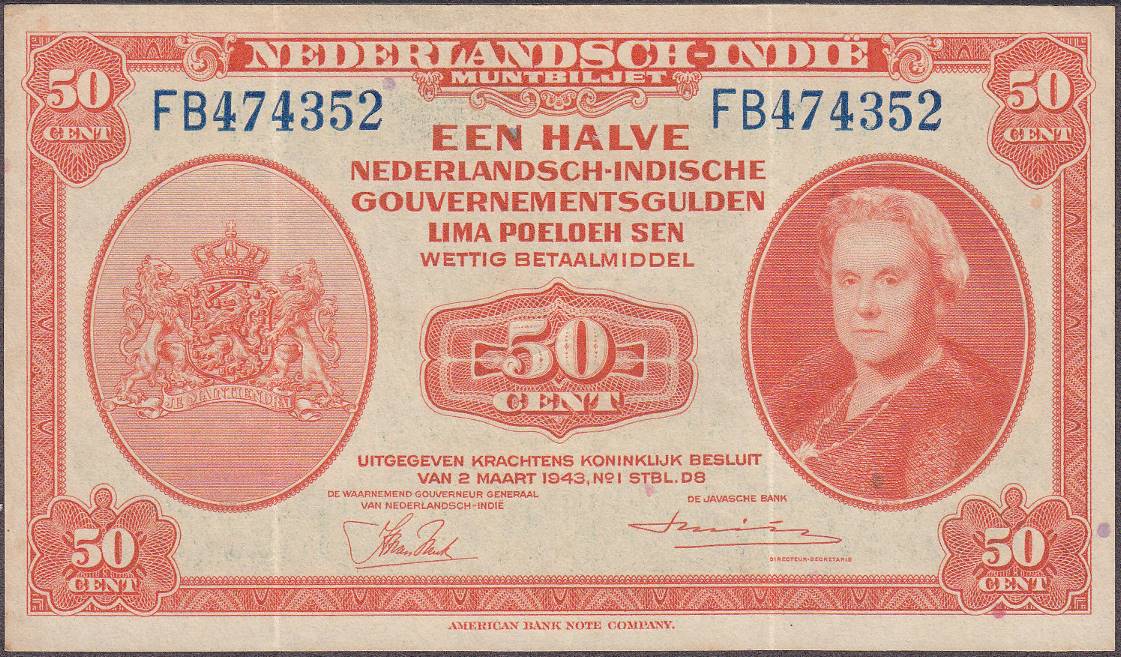 NEDERLANDSCH-INDIË
MUNTBILJET
50
CENT
50
CENT
FB474352
FB474352
EEN HALVE
NEDERLANDSCH-INDISCHE
GOUVERNEMENTSGULDEN
LIMA POELOEH SEN
WETTIG BETAALMIDDEL
50
CENT
JE MAINTIENDRAI
UITGEGEVEN KRACHTENS KONINKLIJK BESLUIT
VAN 2 MAART 1943, No 1 STBL. D8
DE WAARNEMEND GOUVERNEUR GENERAAL
VAN NEDERLANDSCH-INDIË
DE JAVASCHE BANK
DIRECTEUR-SECRETARIS
50
CENT
50
CENT
AMERICAN BANK NOTE COMPANY.